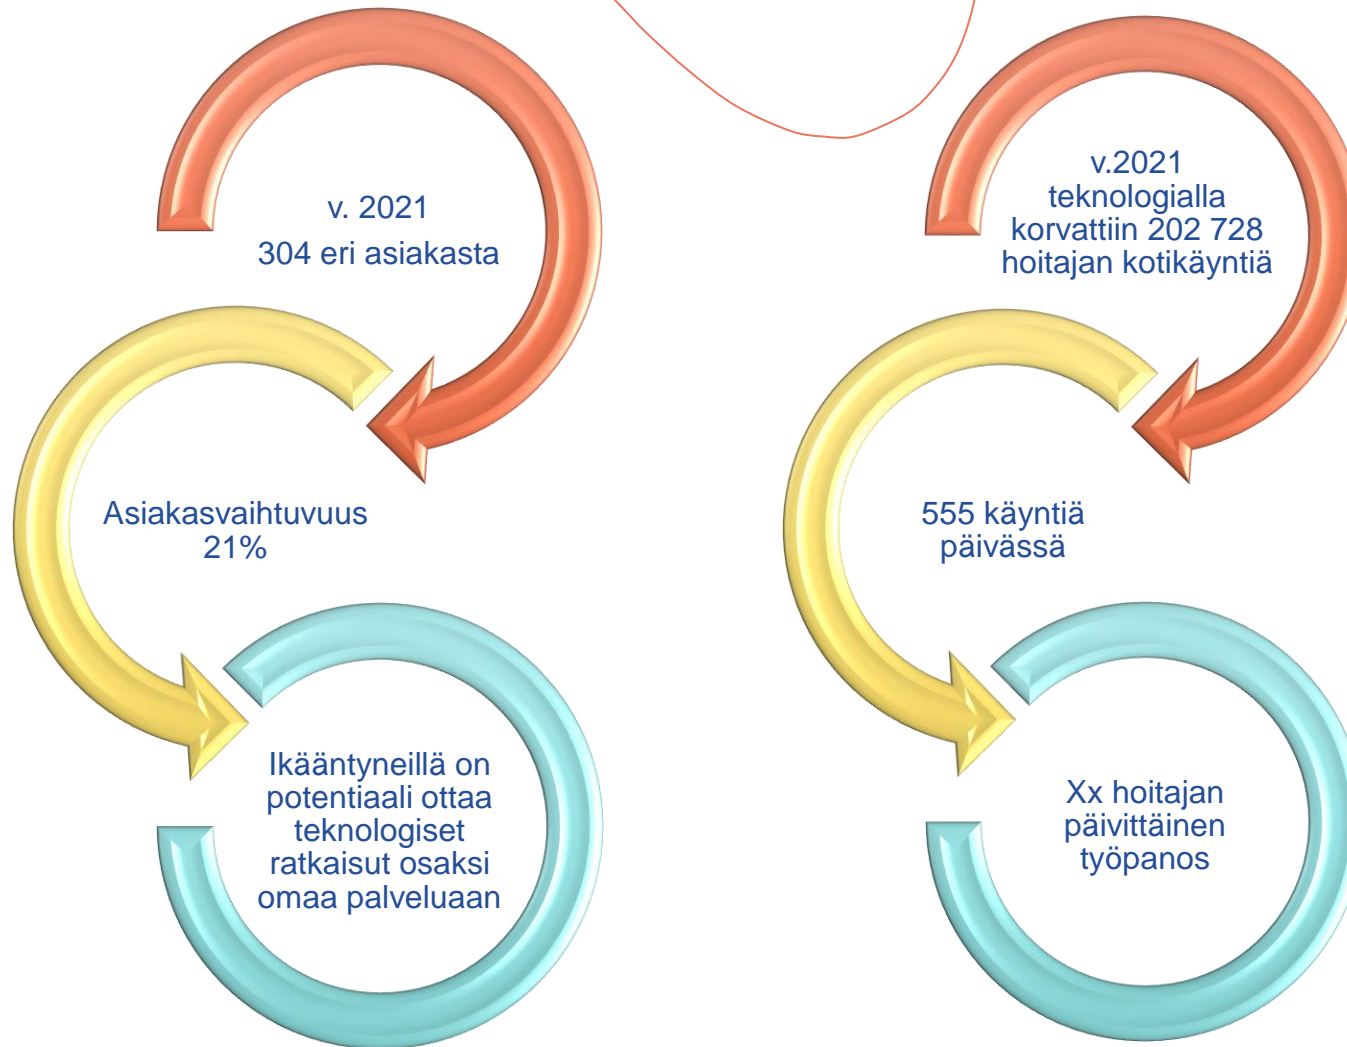 v. 2021
304 eri asiakasta
Asiakasvaihtuvuus
21%
Ikääntyneillä on
potentiaali ottaa
teknologiset
ratkaisut osaksi
omaa palveluaan
v.2021
teknologialla
korvattiin 202 728
hoitajan kotikäyntiä
555 käyntiä
päivässä
Xx hoitajan
päivittäinen
työpanos